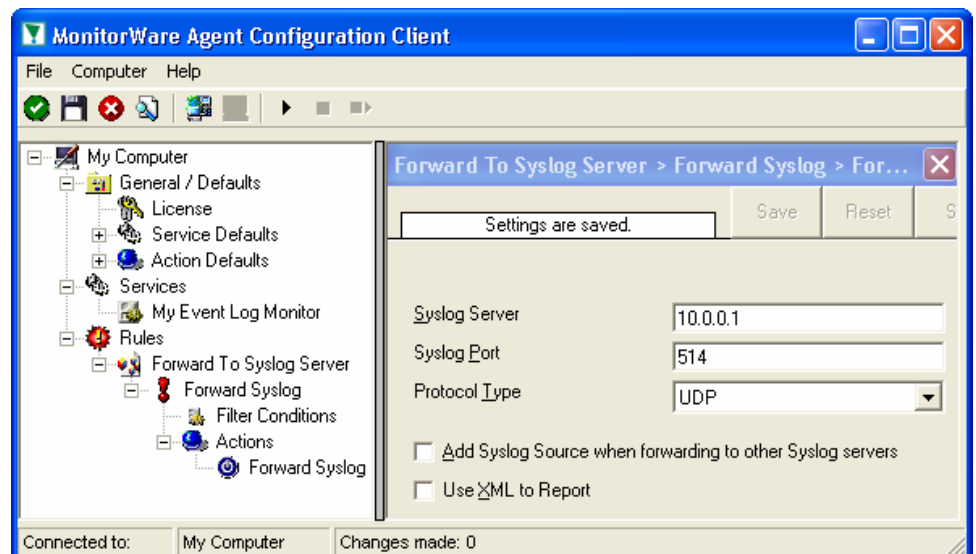 MonitorWare Agent Configuration Client
File Computer Help
My Computer
General / Defaults
License
Service Defaults
Action Defaults
Services
My Event Log Monitor
Rules
Forward To Syslog Server
Forward Syslog
Filter Conditions
Actions
Forward Syslog
Forward To Syslog Server > Forward Syslog > For...
Settings are saved.
Save
Reset
S
Syslog Server
10.0.0.1
Syslog Port
514
Protocol Type
UDP
Add Syslog Source when forwarding to other Syslog servers
Use XML to Report
Connected to:
My Computer
Changes made: 0